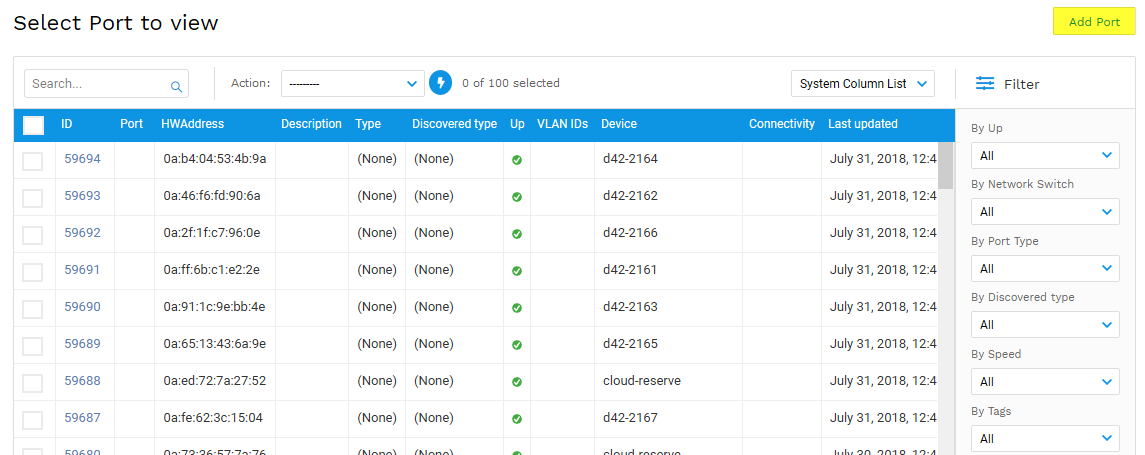 Select Port to view
Add Port
Search...
Action: --------- 0 of 100 selected
System Column List
Filter
ID Port HWAddress Description Type Discovered type Up VLAN IDs Device Connectivity Last updated
59694 0a:b4:04:53:4b:9a (None) (None) d42-2164 July 31, 2018, 12:4
59693 0a:46:f6:fd:90:6a (None) (None) d42-2162 July 31, 2018, 12:4
59692 0a:2f:1f:c7:96:0e (None) (None) d42-2166 July 31, 2018, 12:4
59691 0a:ff:6b:c1:e2:2e (None) (None) d42-2161 July 31, 2018, 12:4
59690 0a:91:1c:9e:bb:4e (None) (None) d42-2163 July 31, 2018, 12:4
59689 0a:65:13:43:6a:9e (None) (None) d42-2165 July 31, 2018, 12:4
59688 0a:ed:72:7a:27:52 (None) (None) cloud-reserve July 31, 2018, 12:4
59687 0a:fe:62:3c:15:04 (None) (None) d42-2167 July 31, 2018, 12:4
(None) (None) cloud-reserve July 30, 2018, 12:4
By Up
All
By Network Switch
All
By Port Type
All
By Discovered type
All
By Speed
All
By Tags
All